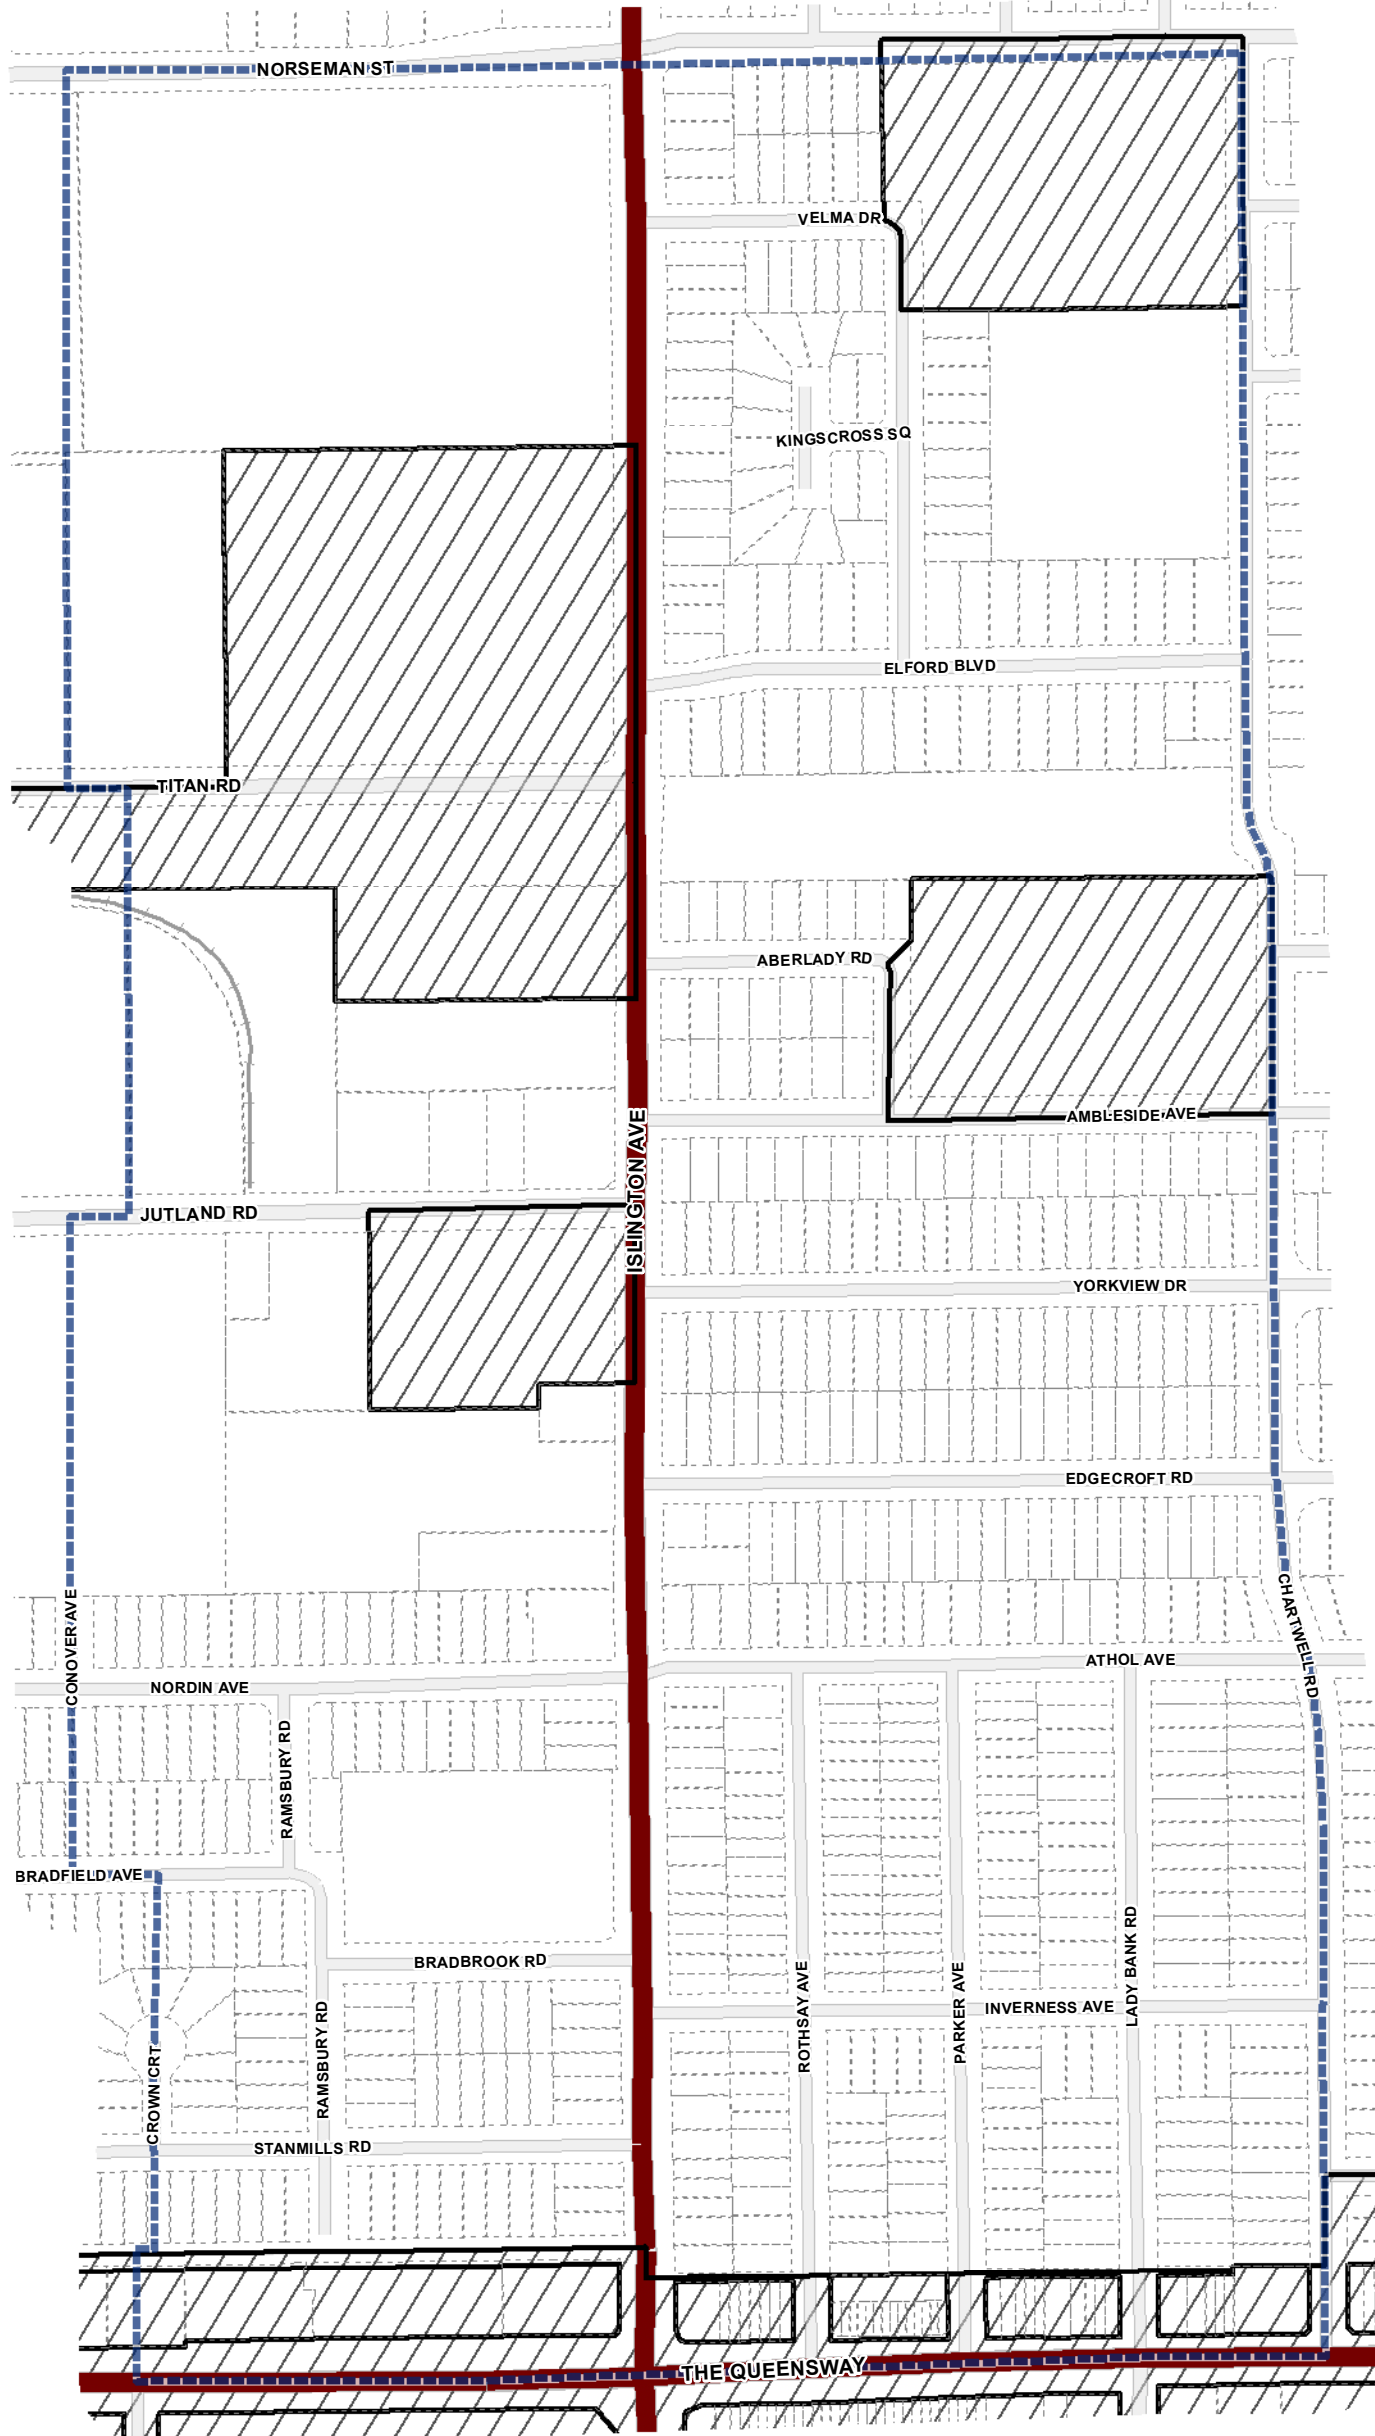 NORSEMAN ST
VELMA DR
KINGSCROSS SQ
ELFORD BLVD
TITAN RD
ABERLADY RD
AMBLESIDE AVE
ISLINGTON AVE
JUTLAND RD
YORKVIEW DR
EDGECROFT RD
CONOVER AVE
CHARTWELL RD
ATHOL AVE
NORDIN AVE
RAMSBURY RD
BRADFIELD AVE
BRADBROOK RD
ROTHSAY AVE
PARKER AVE
LADY BANK RD
INVERNESS AVE
RAMSBURY RD
CROWN CRT
STANMILLS RD
THE QUEENSWAY